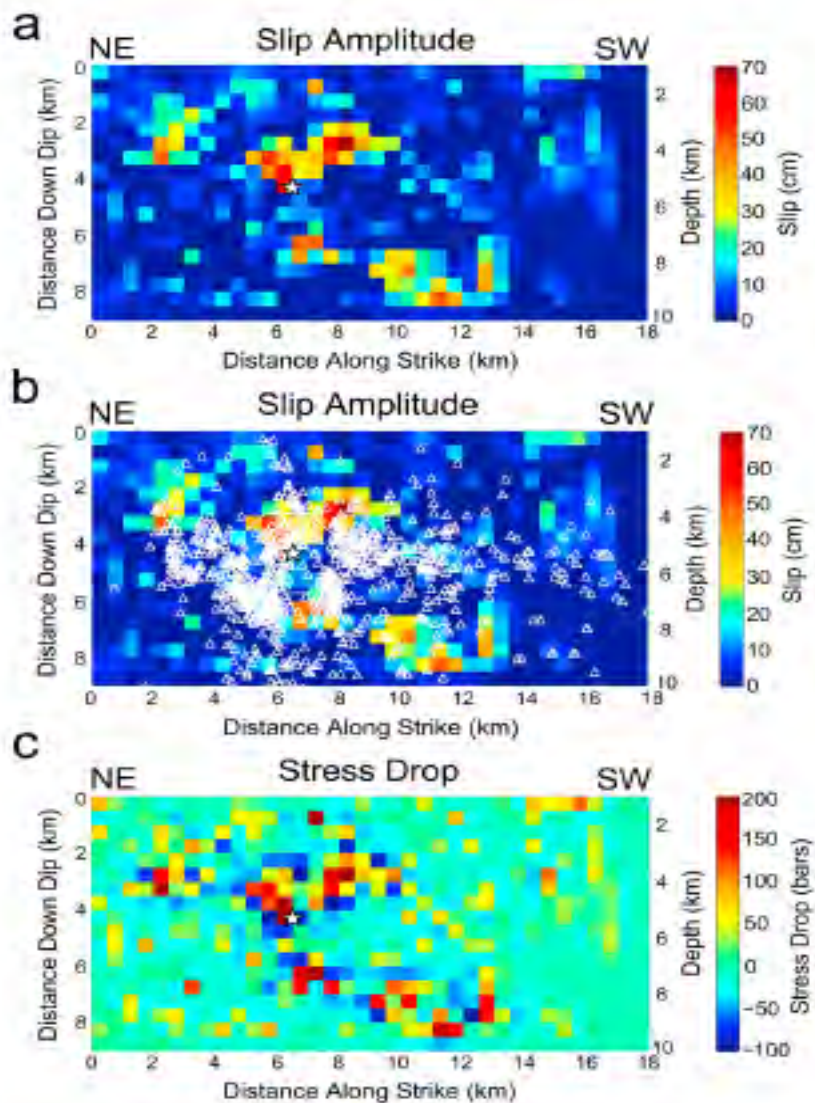 a
NE Slip Amplitude SW
0 2 4 6 8
Distance Down Dip (km)
2 4 6 8 10
Depth (km)
70 60 50 40 30 20 10 0
Slip (cm)
0 2 4 6 8 10 12 14 16 18
Distance Along Strike (km)
b
NE Slip Amplitude SW
0 2 4 6 8
Distance Down Dip (km)
2 4 6 8 10
Depth (km)
70 60 50 40 30 20 10 0
Slip (cm)
0 2 4 6 8 10 12 14 16 18
Distance Along Strike (km)
c
NE Stress Drop SW
0 2 4 6 8
Distance Down Dip (km)
2 4 6 8 10
Depth (km)
200 150 100 50 0 −50 −100
Stress Drop (bars)
0 2 4 6 8 10 12 14 16 18
Distance Along Strike (km)